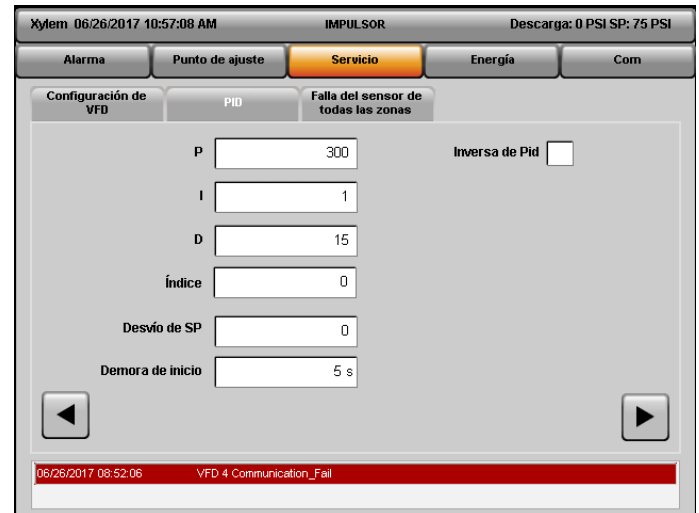 Xylem 06/26/2017 10:57:08 AM IMPULSOR Descarga: 0 PSI SP: 75 PSI
Alarma Punto de ajuste Servicio Energía Com
Configuración de VFD
PID
Falla del sensor de todas las zonas
P 300 Inversa de Pid
I 1
D 15
Índice 0
Desvío de SP 0
Demora de inicio 5 s
06/26/2017 08:52:06 VFD 4 Communication_Fail